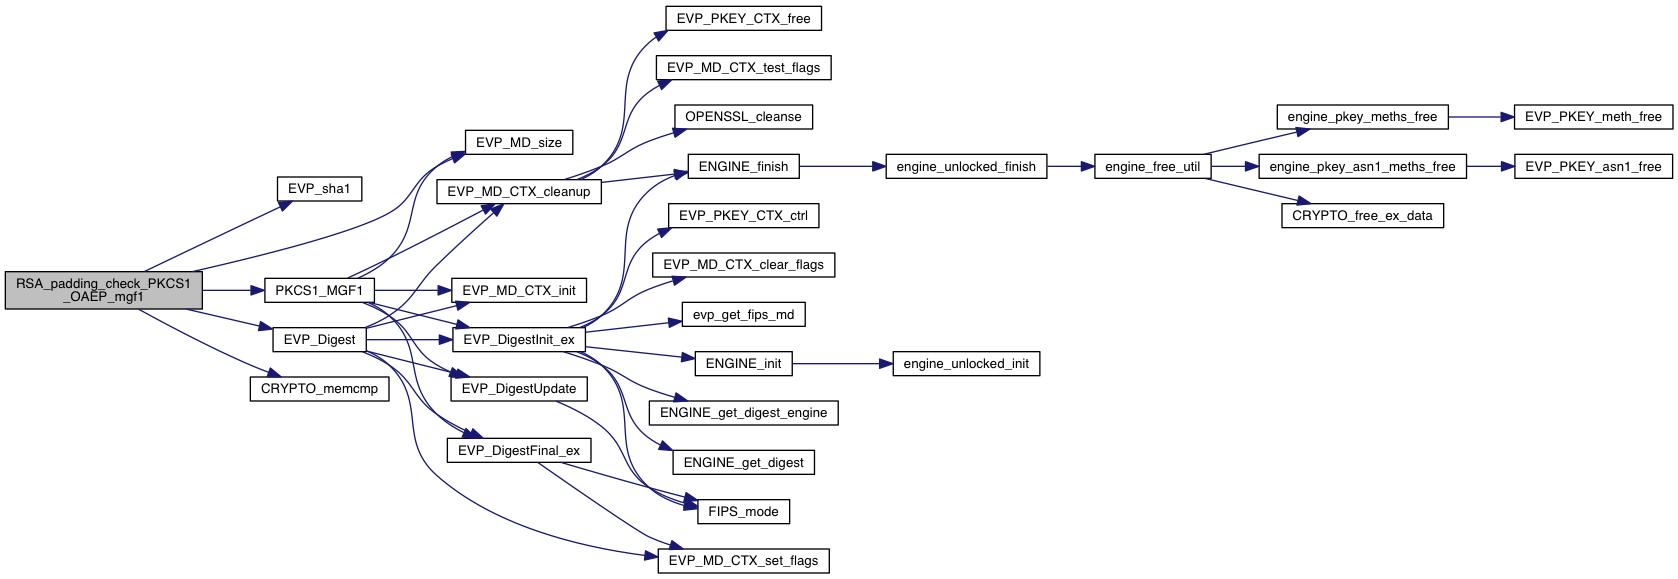 RSA_padding_check_PKCS1
_OAEP_mgf1
EVP_sha1
EVP_MD_size
PKCS1_MGF1
EVP_Digest
CRYPTO_memcmp
EVP_MD_CTX_cleanup
EVP_MD_CTX_init
EVP_DigestInit_ex
EVP_DigestUpdate
EVP_DigestFinal_ex
EVP_PKEY_CTX_free
EVP_MD_CTX_test_flags
OPENSSL_cleanse
ENGINE_finish
EVP_PKEY_CTX_ctrl
EVP_MD_CTX_clear_flags
evp_get_fips_md
ENGINE_init
ENGINE_get_digest_engine
ENGINE_get_digest
FIPS_mode
EVP_MD_CTX_set_flags
engine_unlocked_finish
engine_unlocked_init
engine_free_util
engine_pkey_meths_free
engine_pkey_asn1_meths_free
CRYPTO_free_ex_data
EVP_PKEY_meth_free
EVP_PKEY_asn1_free